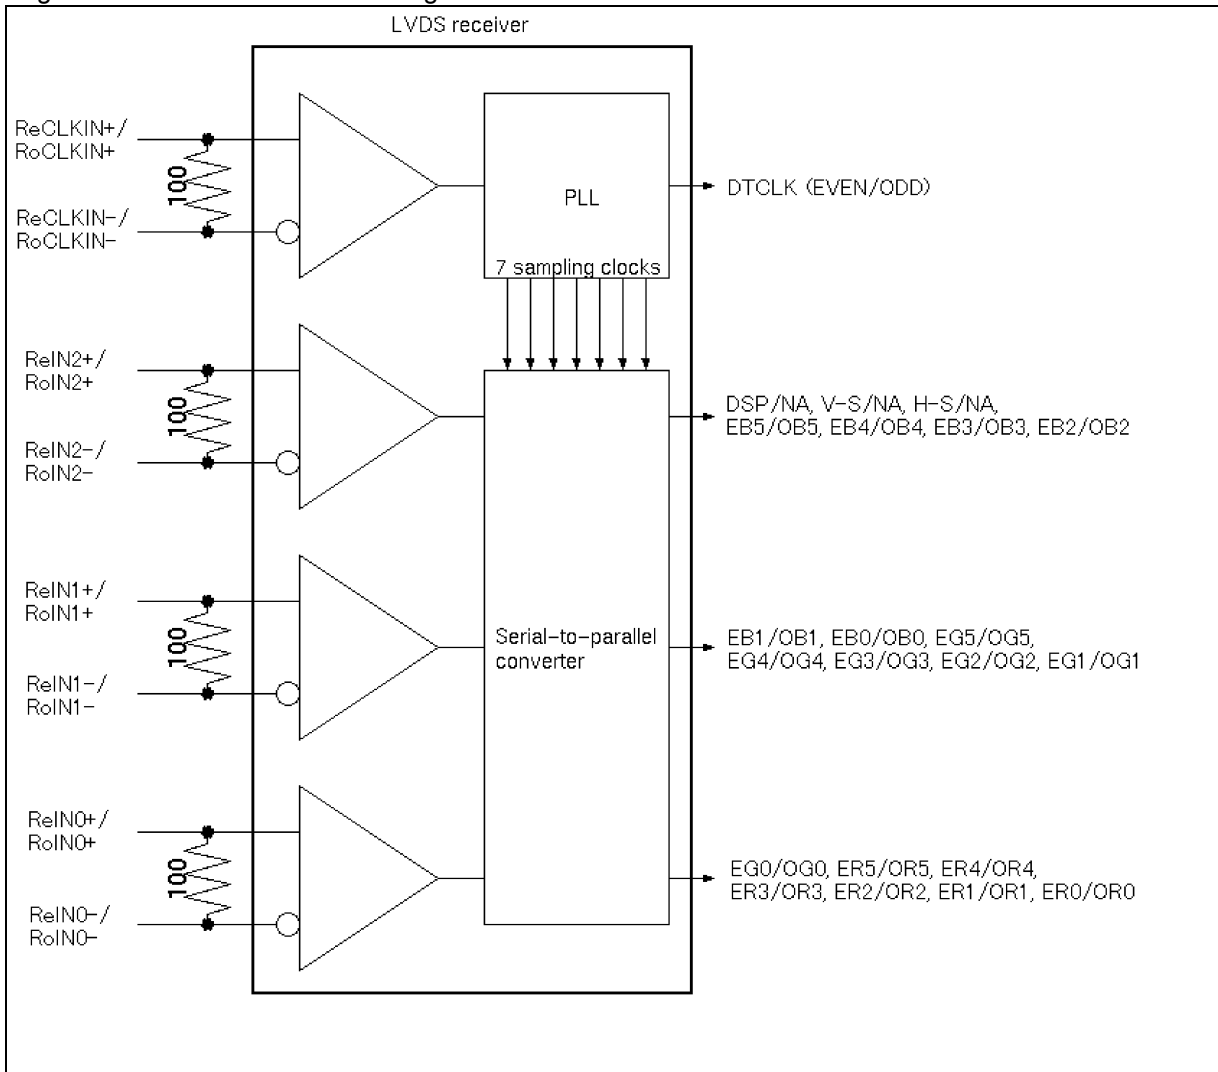 LVDS receiver
ReCLKIN+/
RoCLKIN+
100
ReCLKIN-/
RoCLKIN-
PLL
7 sampling clocks
DTCLK (EVEN/ODD)
ReIN2+/
RoIN2+
100
ReIN2-/
RoIN2-
DSP/NA, V-S/NA, H-S/NA,
EB5/OB5, EB4/OB4, EB3/OB3, EB2/OB2
ReIN1+/
RoIN1+
100
ReIN1-/
RoIN1-
Serial-to-parallel
converter
EB1/OB1, EB0/OB0, EG5/OG5,
EG4/OG4, EG3/OG3, EG2/OG2, EG1/OG1
ReIN0+/
RoIN0+
100
ReIN0-/
RoIN0-
EG0/OG0, ER5/OR5, ER4/OR4,
ER3/OR3, ER2/OR2, ER1/OR1, ER0/OR0